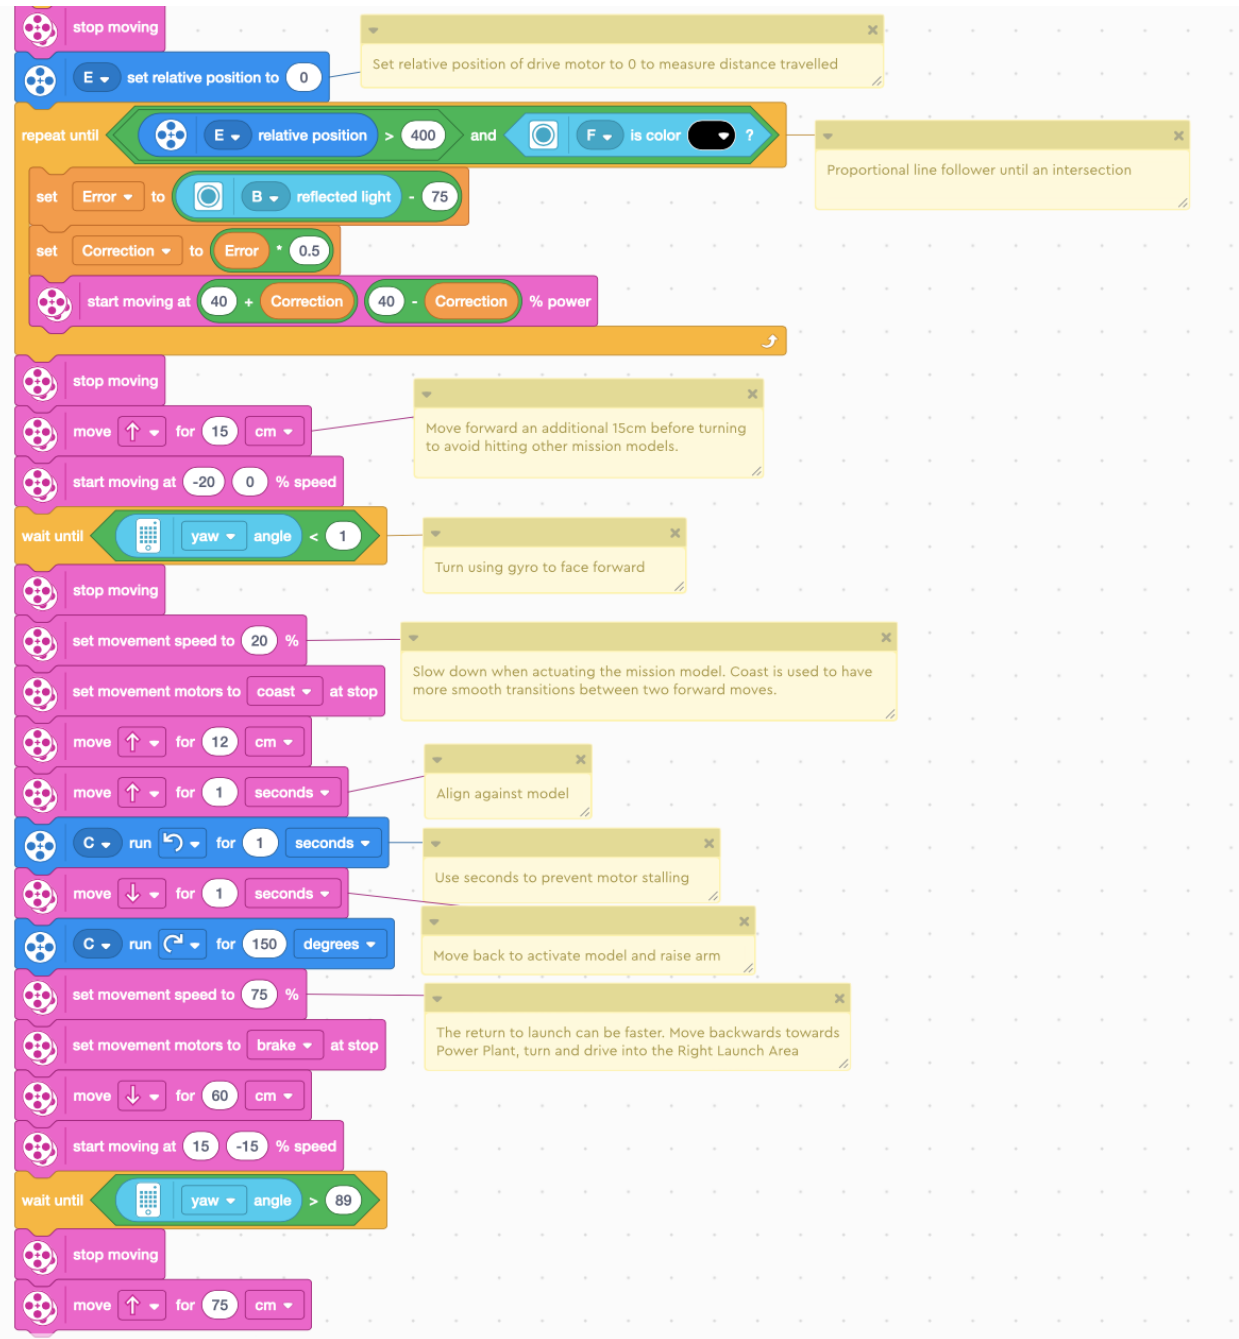 stop moving
Set relative position of drive motor to 0 to measure distance travelled
E set relative position to 0
repeat until E relative position > 400 and F is color ?
Proportional line follower until an intersection
set Error to B reflected light - 75
set Correction to Error * 0.5
start moving at 40 + Correction 40 - Correction % power
stop moving
move for 15 cm
Move forward an additional 15cm before turning
to avoid hitting other mission models.
start moving at -20 0 % speed
wait until yaw angle < 1
Turn using gyro to face forward
stop moving
set movement speed to 20 %
Slow down when actuating the mission model. Coast is used to have
more smooth transitions between two forward moves.
set movement motors to coast at stop
move for 12 cm
move for 1 seconds
Align against model
C run for 1 seconds
Use seconds to prevent motor stalling
move for 1 seconds
C run for 150 degrees
Move back to activate model and raise arm
set movement speed to 75 %
The return to launch can be faster. Move backwards towards
Power Plant, turn and drive into the Right Launch Area
set movement motors to brake at stop
move for 60 cm
start moving at 15 -15 % speed
wait until yaw angle > 89
stop moving
move for 75 cm